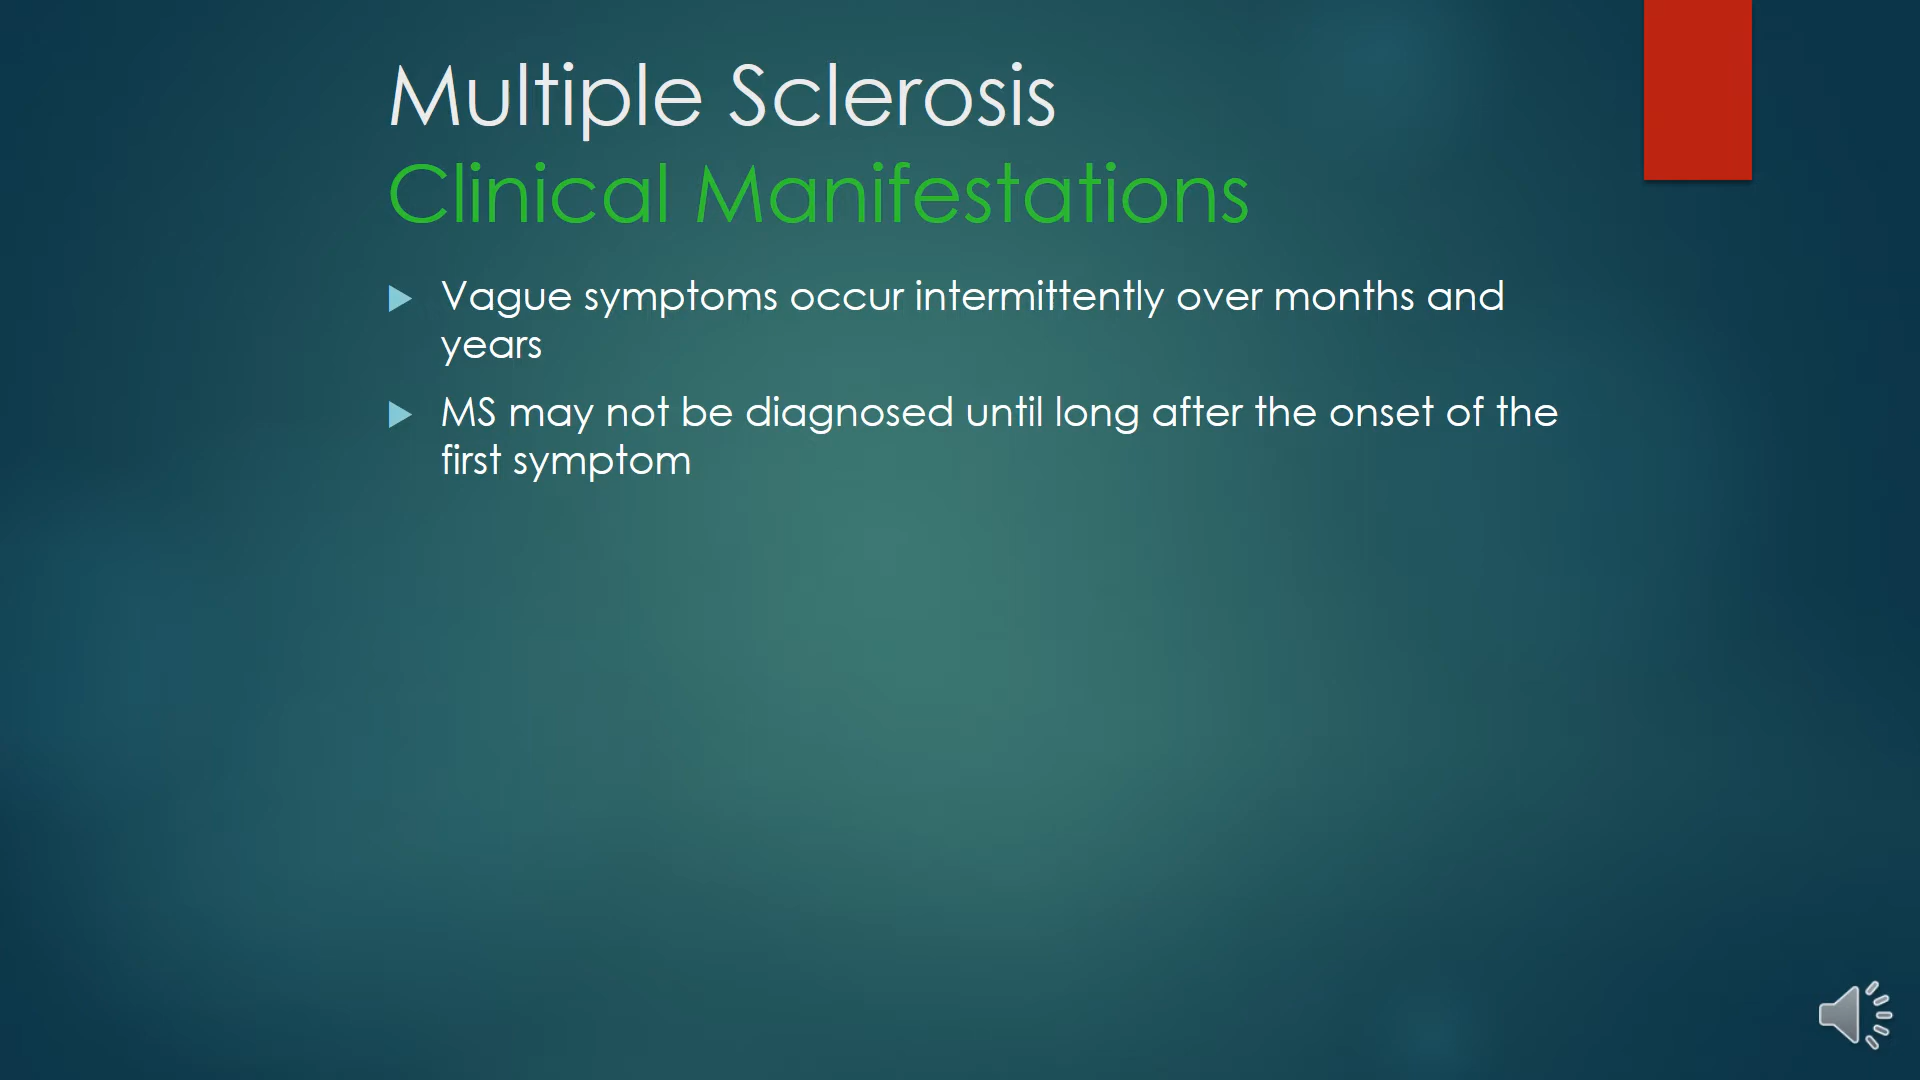 Multiple Sclerosis
Clinical Manifestations
Vague symptoms occur intermittently over months and
years
MS may not be diagnosed until long after the onset of the
first symptom